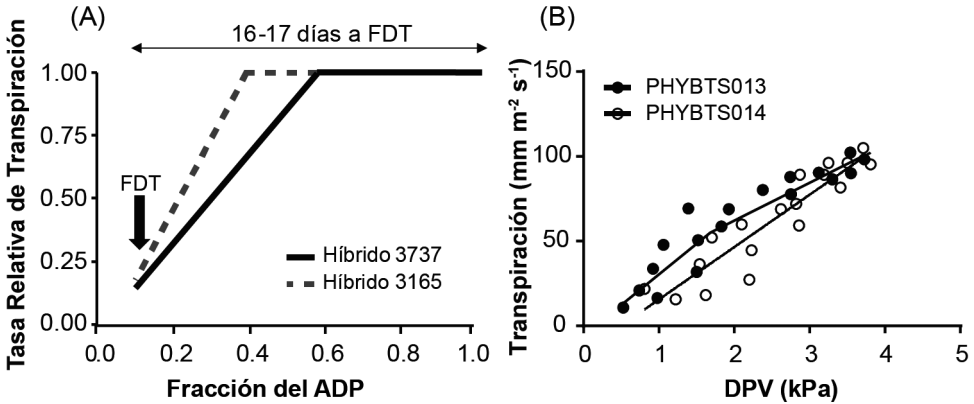 (A)
16-17 días a FDT
Tasa Relativa de Transpiración
1.00
0.75
0.50
0.25
0.00
FDT
Híbrido 3737
Híbrido 3165
0.0 0.2 0.4 0.6 0.8 1.0
Fracción del ADP
(B)
Transpiración (mm m-2 s-1)
150
100
50
0
PHYBTS013
PHYBTS014
0 1 2 3 4 5
DPV (kPa)